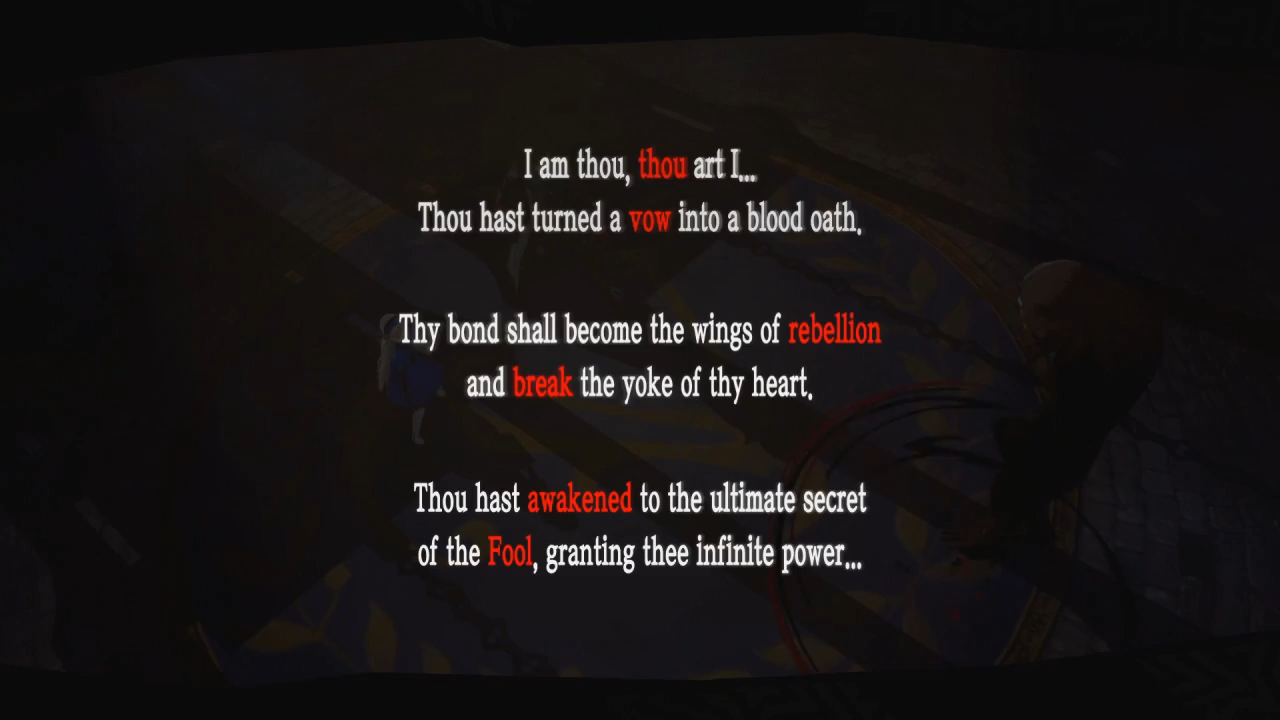 I am thou, thou art I...
Thou hast turned a vow into a blood oath.
Thy bond shall become the wings of rebellion
and break the yoke of thy heart.
Thou hast awakened to the ultimate secret
of the Fool, granting thee infinite power...